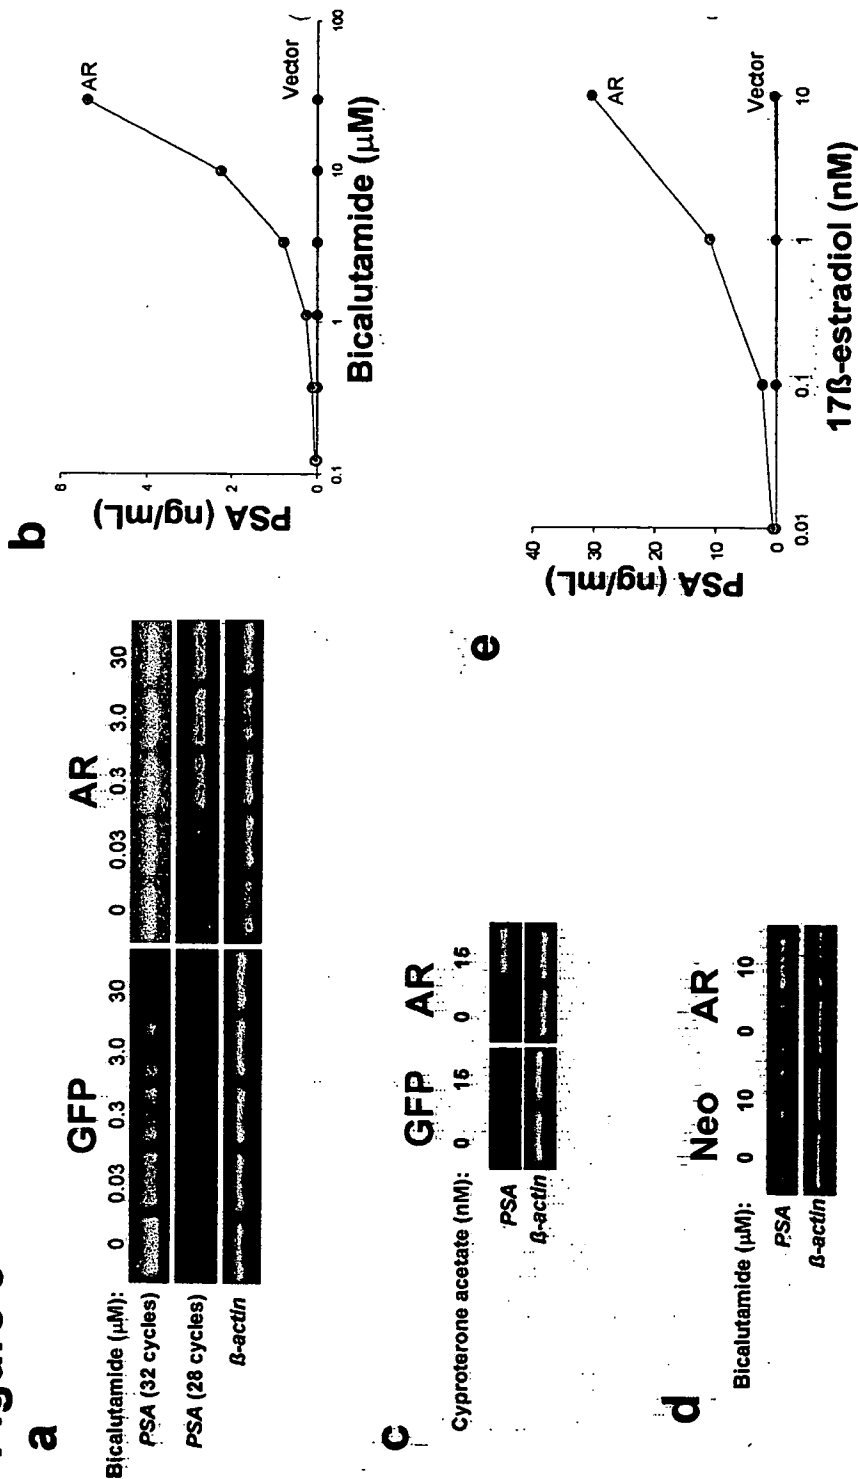 a
GFP
AR
Bicalutamide (µM):
0 0.03 0.3 3.0 30 0 0.03 0.3 3.0 30
PSA (32 cycles)
PSA (28 cycles)
ß-actin
b
PSA (ng/mL)
6
4
2
0
AR
Vector
0.1 1 10 100
Bicalutamide (µM)
c
GFP
AR
Cyproterone acetate (nM):
0 15 0 15
PSA
ß-actin
d
Neo
AR
Bicalutamide (µM):
0 10 0 10
PSA
ß-actin
e
PSA (ng/mL)
40
30
20
10
0
AR
Vector
0.01 0.1 1 10
17ß-estradiol (nM)